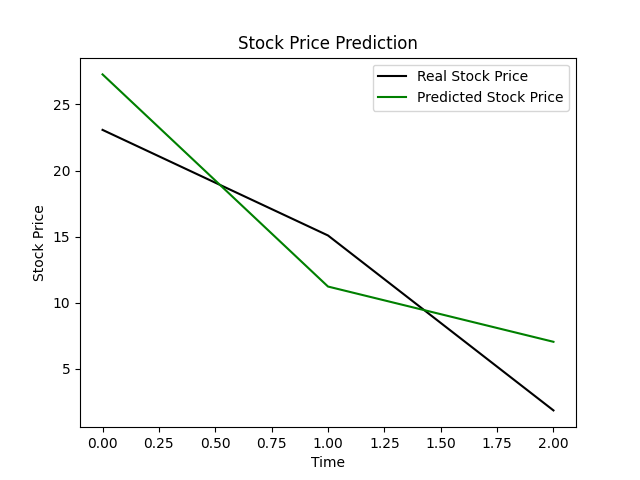 Stock Price Prediction
Real Stock Price
Predicted Stock Price
Stock Price
25
20
15
10
5
0.00 0.25 0.50 0.75 1.00 1.25 1.50 1.75 2.00
Time